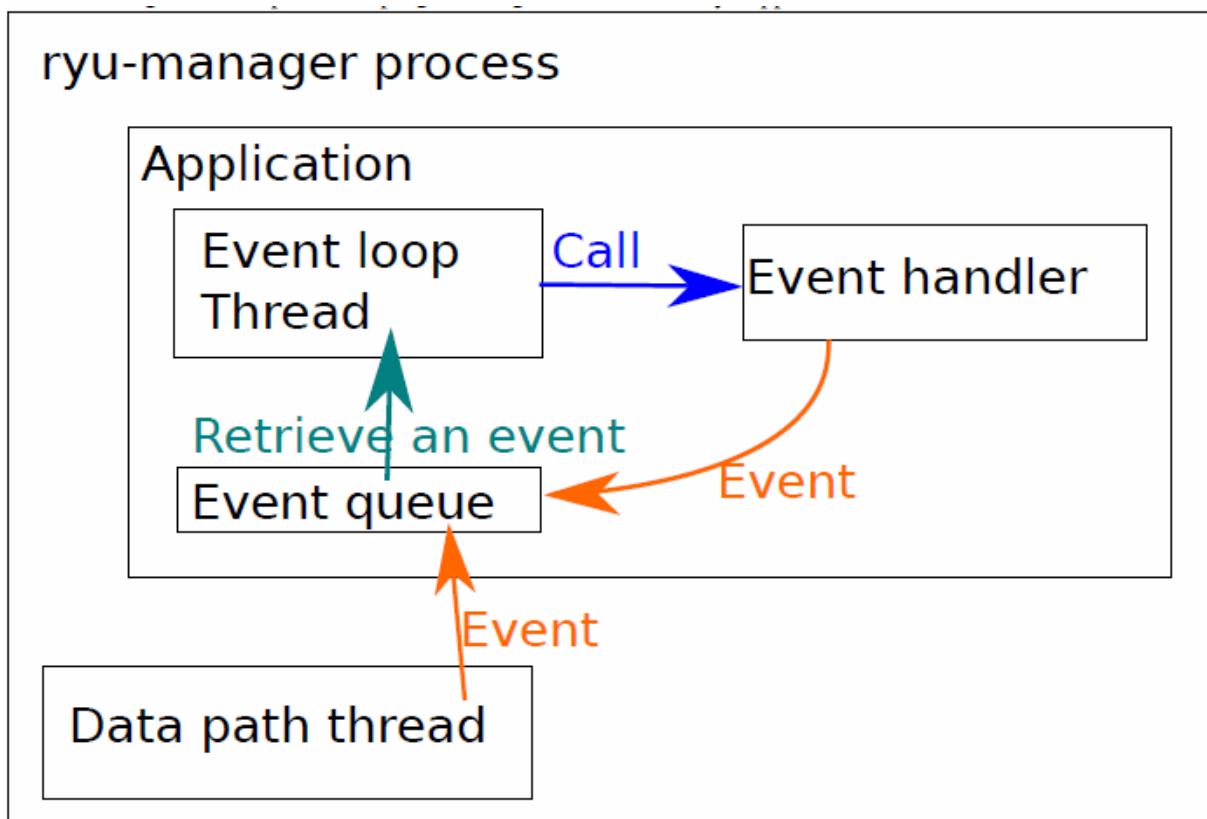 ryu-manager process
Application
Event loop
Thread
Call
Event handler
Retrieve an event
Event queue
Event
Event
Data path thread